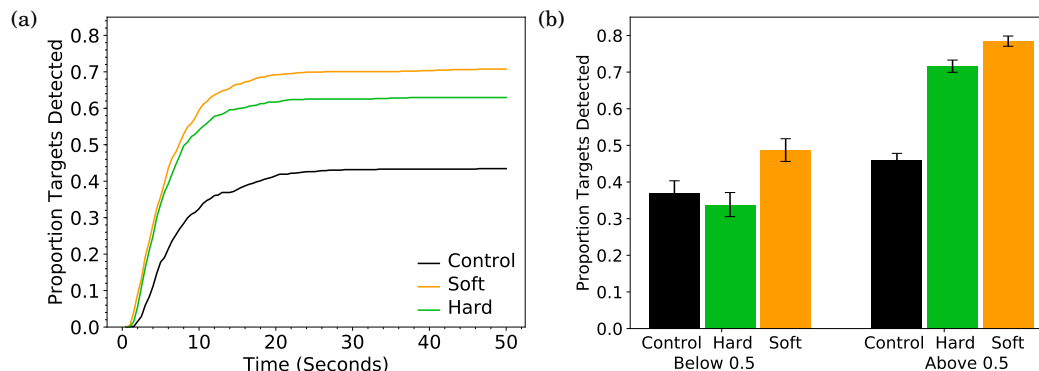 (a)
Proportion Targets Detected
0.8
0.7
0.6
0.5
0.4
0.3
0.2
0.1
0.0
Control
Soft
Hard
0 10 20 30 40 50
Time (Seconds)
(b)
Proportion Targets Detected
0.8
0.7
0.6
0.5
0.4
0.3
0.2
0.1
0.0
Control Hard Soft Control Hard Soft
Below 0.5 Above 0.5